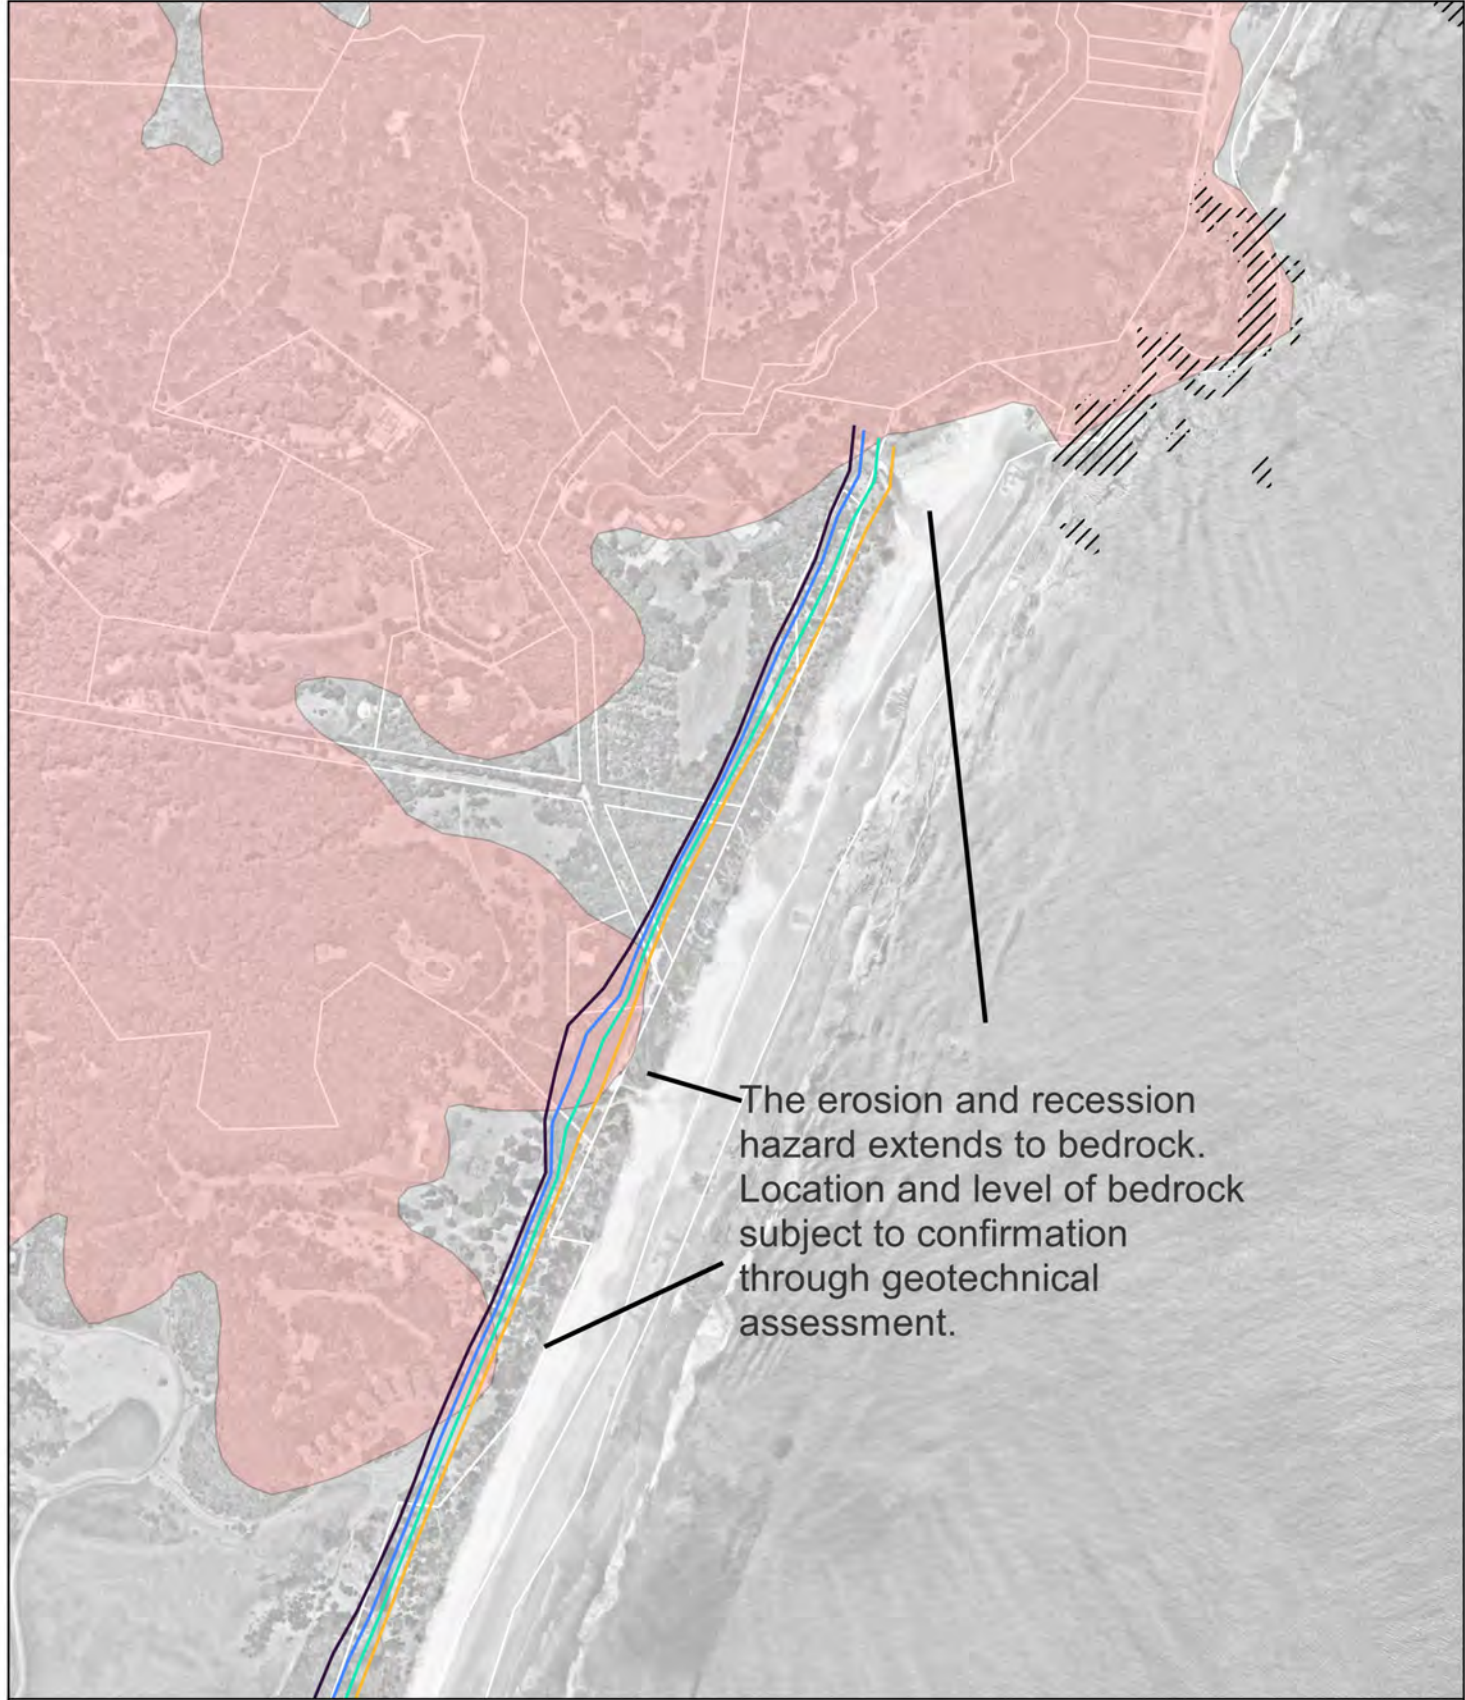 The erosion and recession
hazard extends to bedrock.
Location and level of bedrock
subject to confirmation
through geotechnical
assessment.